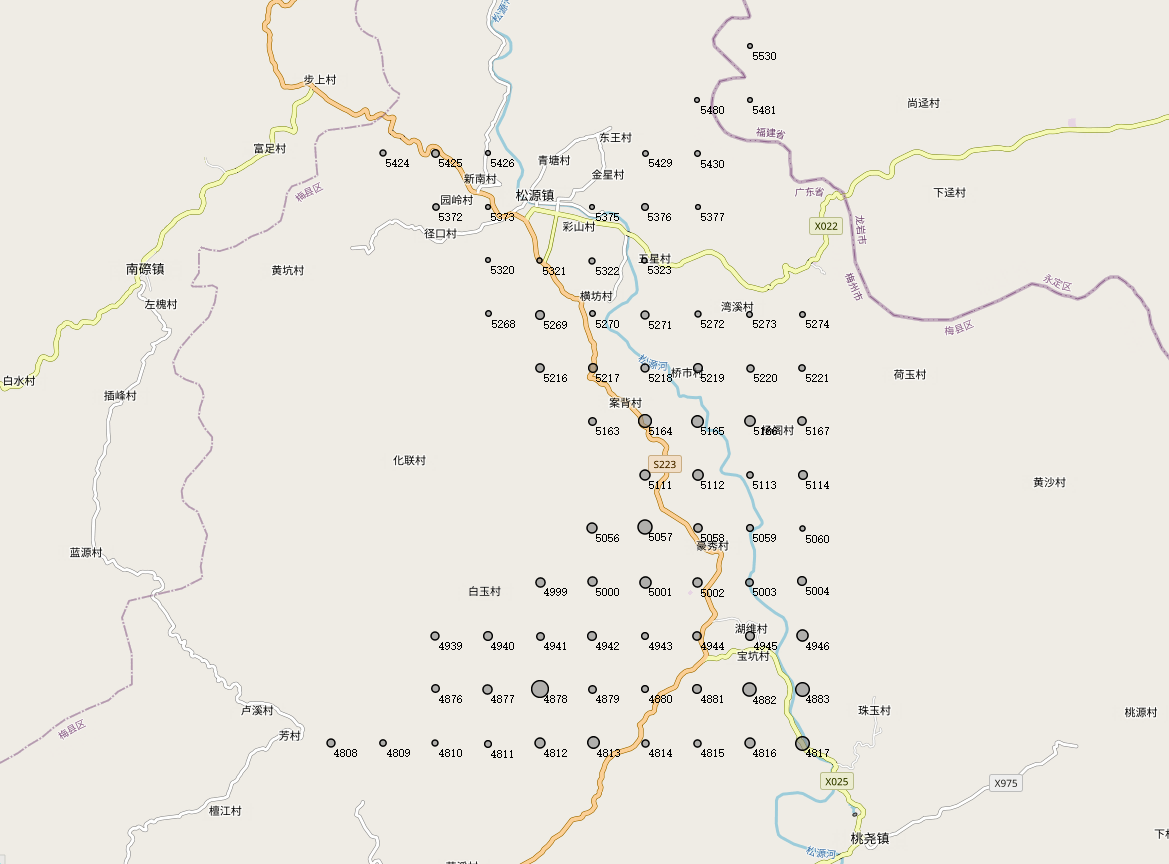 松源河
5530
步上村
尚迳村
5480 5481
福建省
东王村
富足村
5424 5425 5426 青塘村 5429 5430
金星村
新南村
梅县区
松源镇
广东省
下迳村
园岭村
5372 5373 5375 5376 5377
X022
龙岩市
径口村
彩山村
五星村
南磜镇
黄坑村
5320 5321 5322 5323
梅州市
永定区
横坊村
左槐村
湾溪村
5268 5269 5270 5271 5272 5273 5274
梅县区
松源河
桥市村
荷玉村
白水村
5216 5217 5218 5219 5220 5221
插峰村
案背村
5163 5164 5165 5166 5167
化联村
S223
黄沙村
5111 5112 5113 5114
5056 5057 5058 5059 5060
豪秀村
蓝源村
白玉村
4999 5000 5001 5002 5003 5004
湖维村
4939 4940 4941 4942 4943 4944 4945 4946
宝坑村
4876 4877 4878 4879 4880 4881 4882 4883
卢溪村
珠玉村
桃源村
梅县区
芳村
4808 4809 4810 4811 4812 4813 4814 4815 4816 4817
X025
X975
檀江村
桃尧镇
松源河